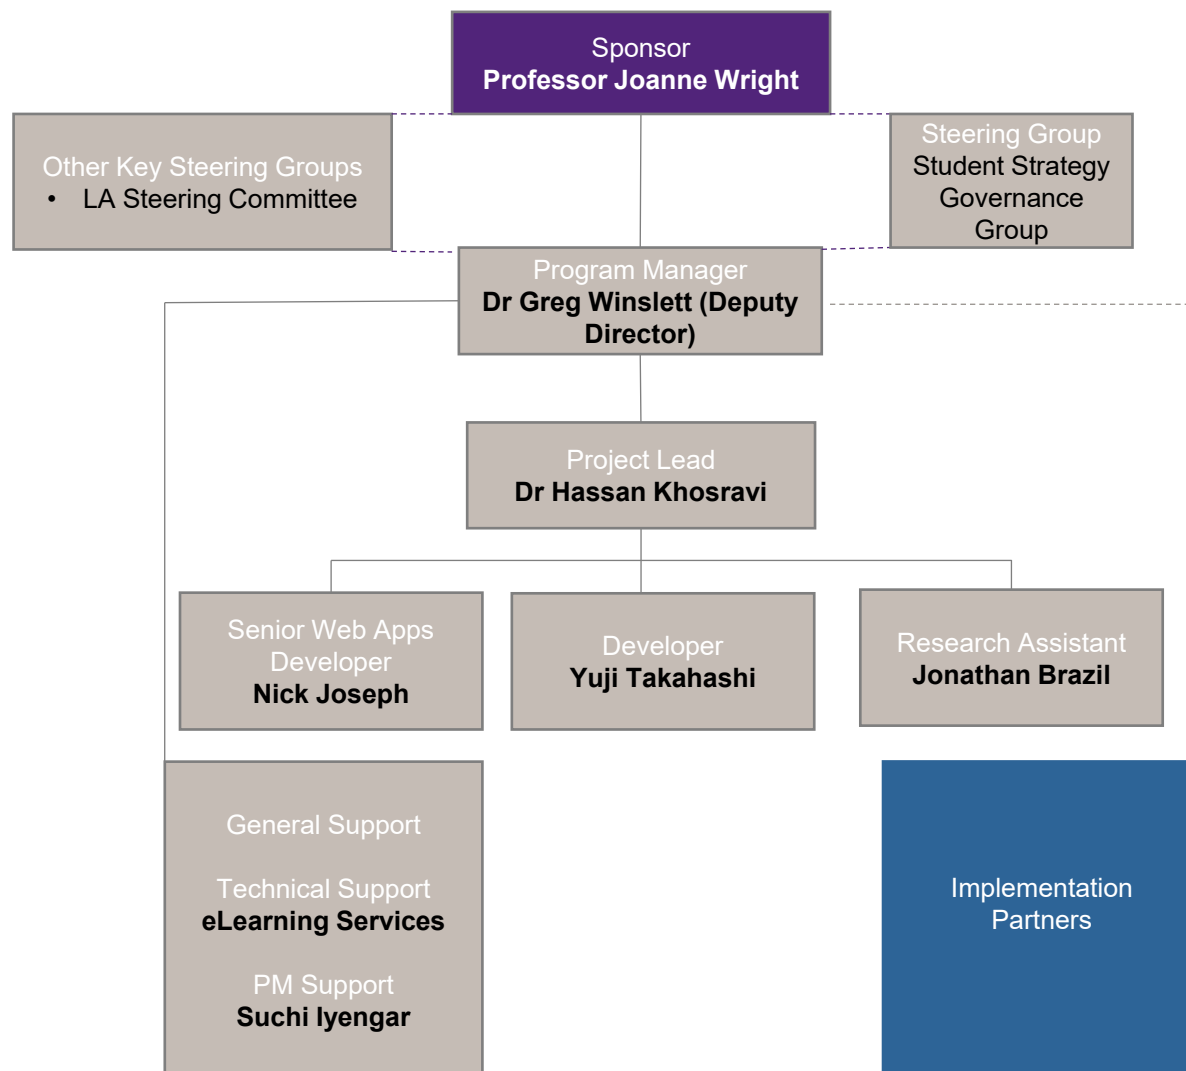 Sponsor
Professor Joanne Wright
Other Key Steering Groups
• LA Steering Committee
Steering Group
Student Strategy
Governance
Group
Program Manager
Dr Greg Winslett (Deputy
Director)
Project Lead
Dr Hassan Khosravi
Senior Web Apps
Developer
Nick Joseph
Developer
Yuji Takahashi
Research Assistant
Jonathan Brazil
General Support
Technical Support
eLearning Services
PM Support
Suchi Iyengar
Implementation
Partners